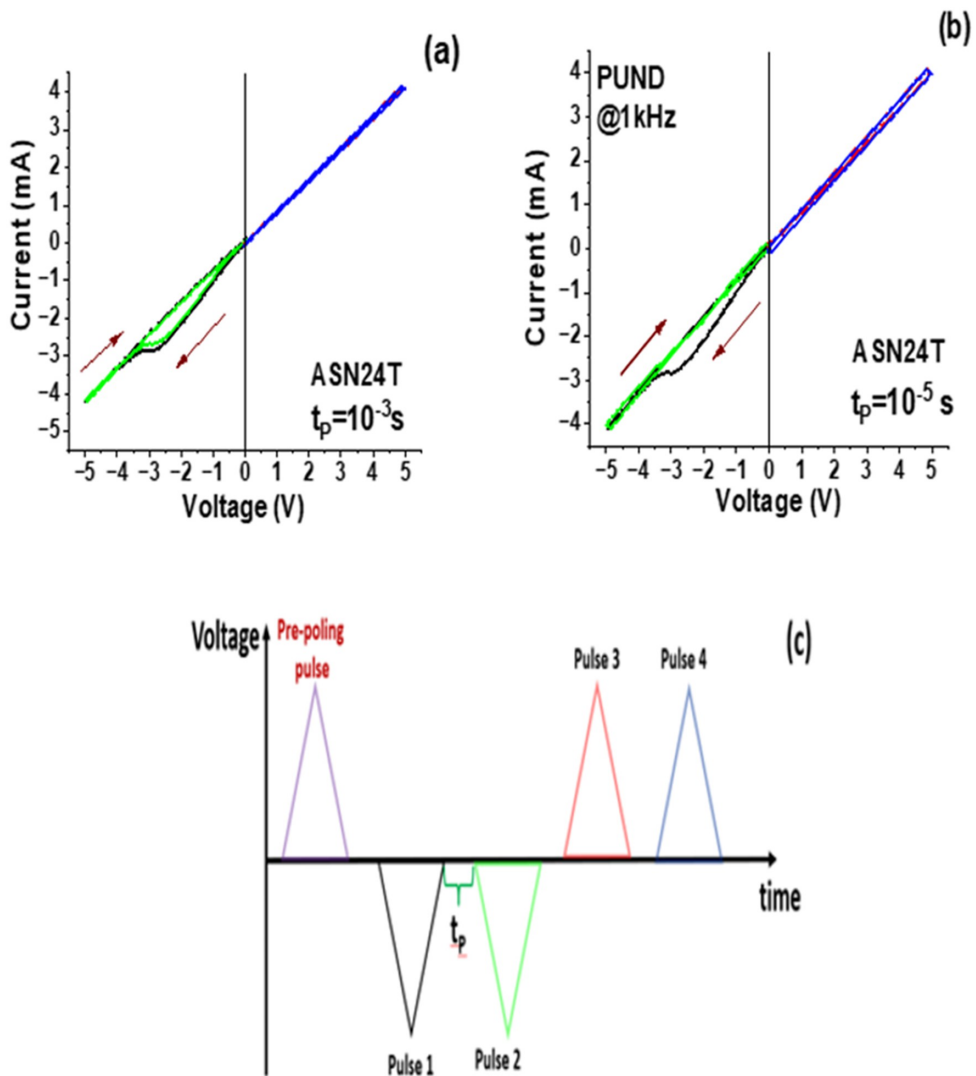 (a)
4
3
2
1
0
−1
−2
−3
−4
−5
Current (mA)
ASN24T
tₚ=10⁻³s
−5 −4 −3 −2 −1 0 1 2 3 4 5
Voltage (V)
(b)
PUND
@1kHz
4
3
2
1
0
−1
−2
−3
−4
Current (mA)
ASN24T
tₚ=10⁻⁵ s
−5 −4 −3 −2 −1 0 1 2 3 4 5
Voltage (V)
(c)
Voltage
Pre-poling
pulse
Pulse 3
Pulse 4
time
tₚ
Pulse 1
Pulse 2